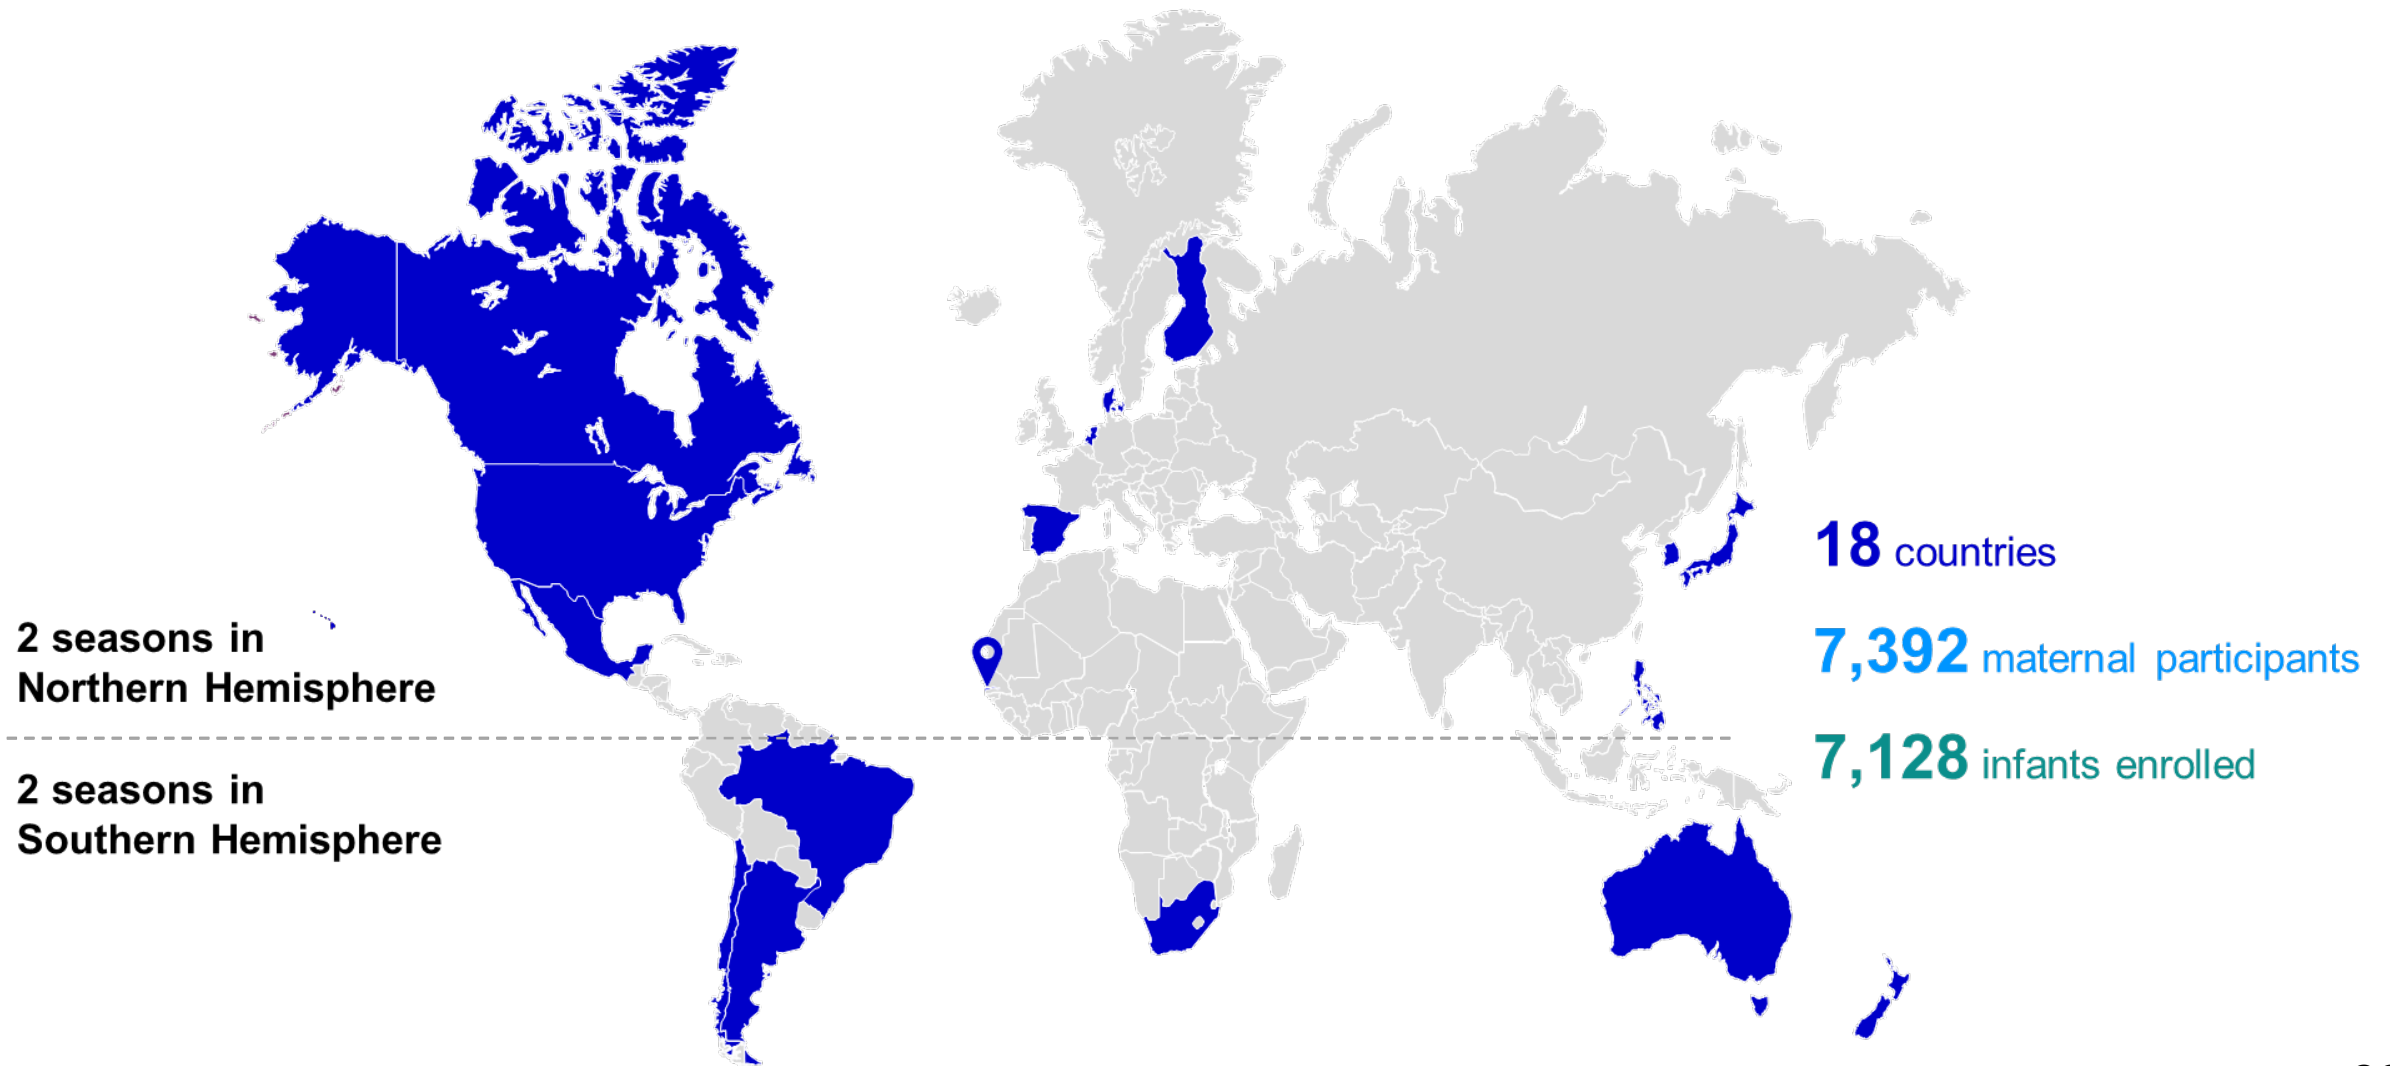 2 seasons in
Northern Hemisphere
2 seasons in
Southern Hemisphere
18 countries
7,392 maternal participants
7,128 infants enrolled